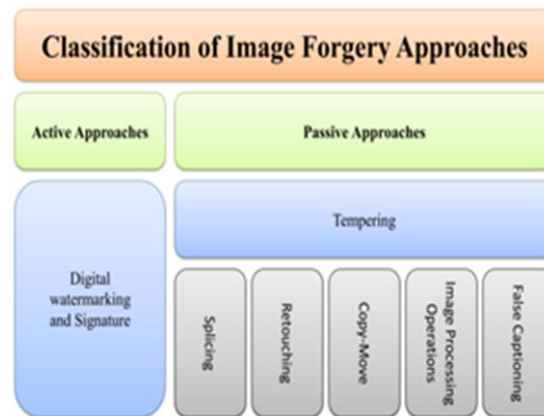 Classification of Image Forgery Approaches
Active Approaches
Passive Approaches
Tempering
Digital
watermarking
and Signature
Splicing
Retouching
Copy-Move
Image Processing
Operations
False Captioning